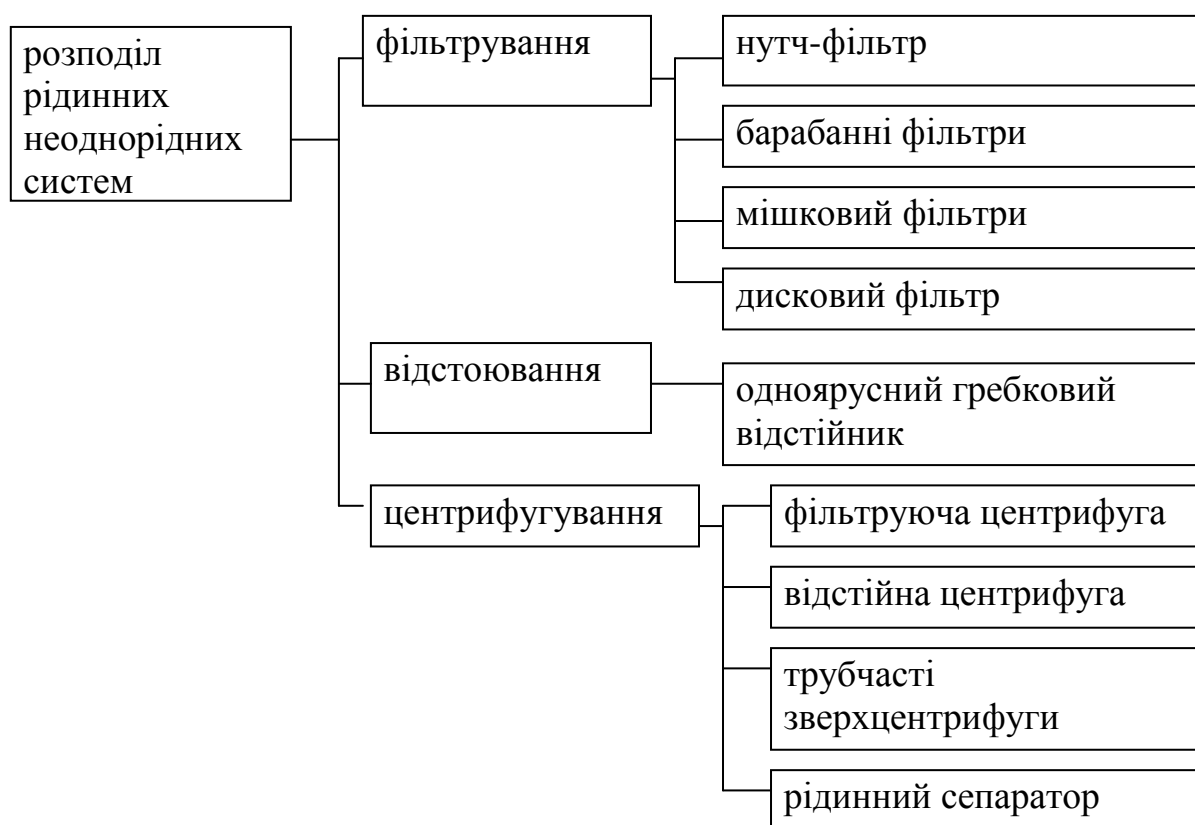 розподіл
рідинних
неоднорідних
систем
фільтрування
нутч-фільтр
барабанні фільтри
мішковий фільтри
дисковий фільтр
відстоювання
одноярусний гребковий
відстійник
центрифугування
фільтруюча центрифуга
відстійна центрифуга
трубчасті
зверхцентрифуги
рідинний сепаратор